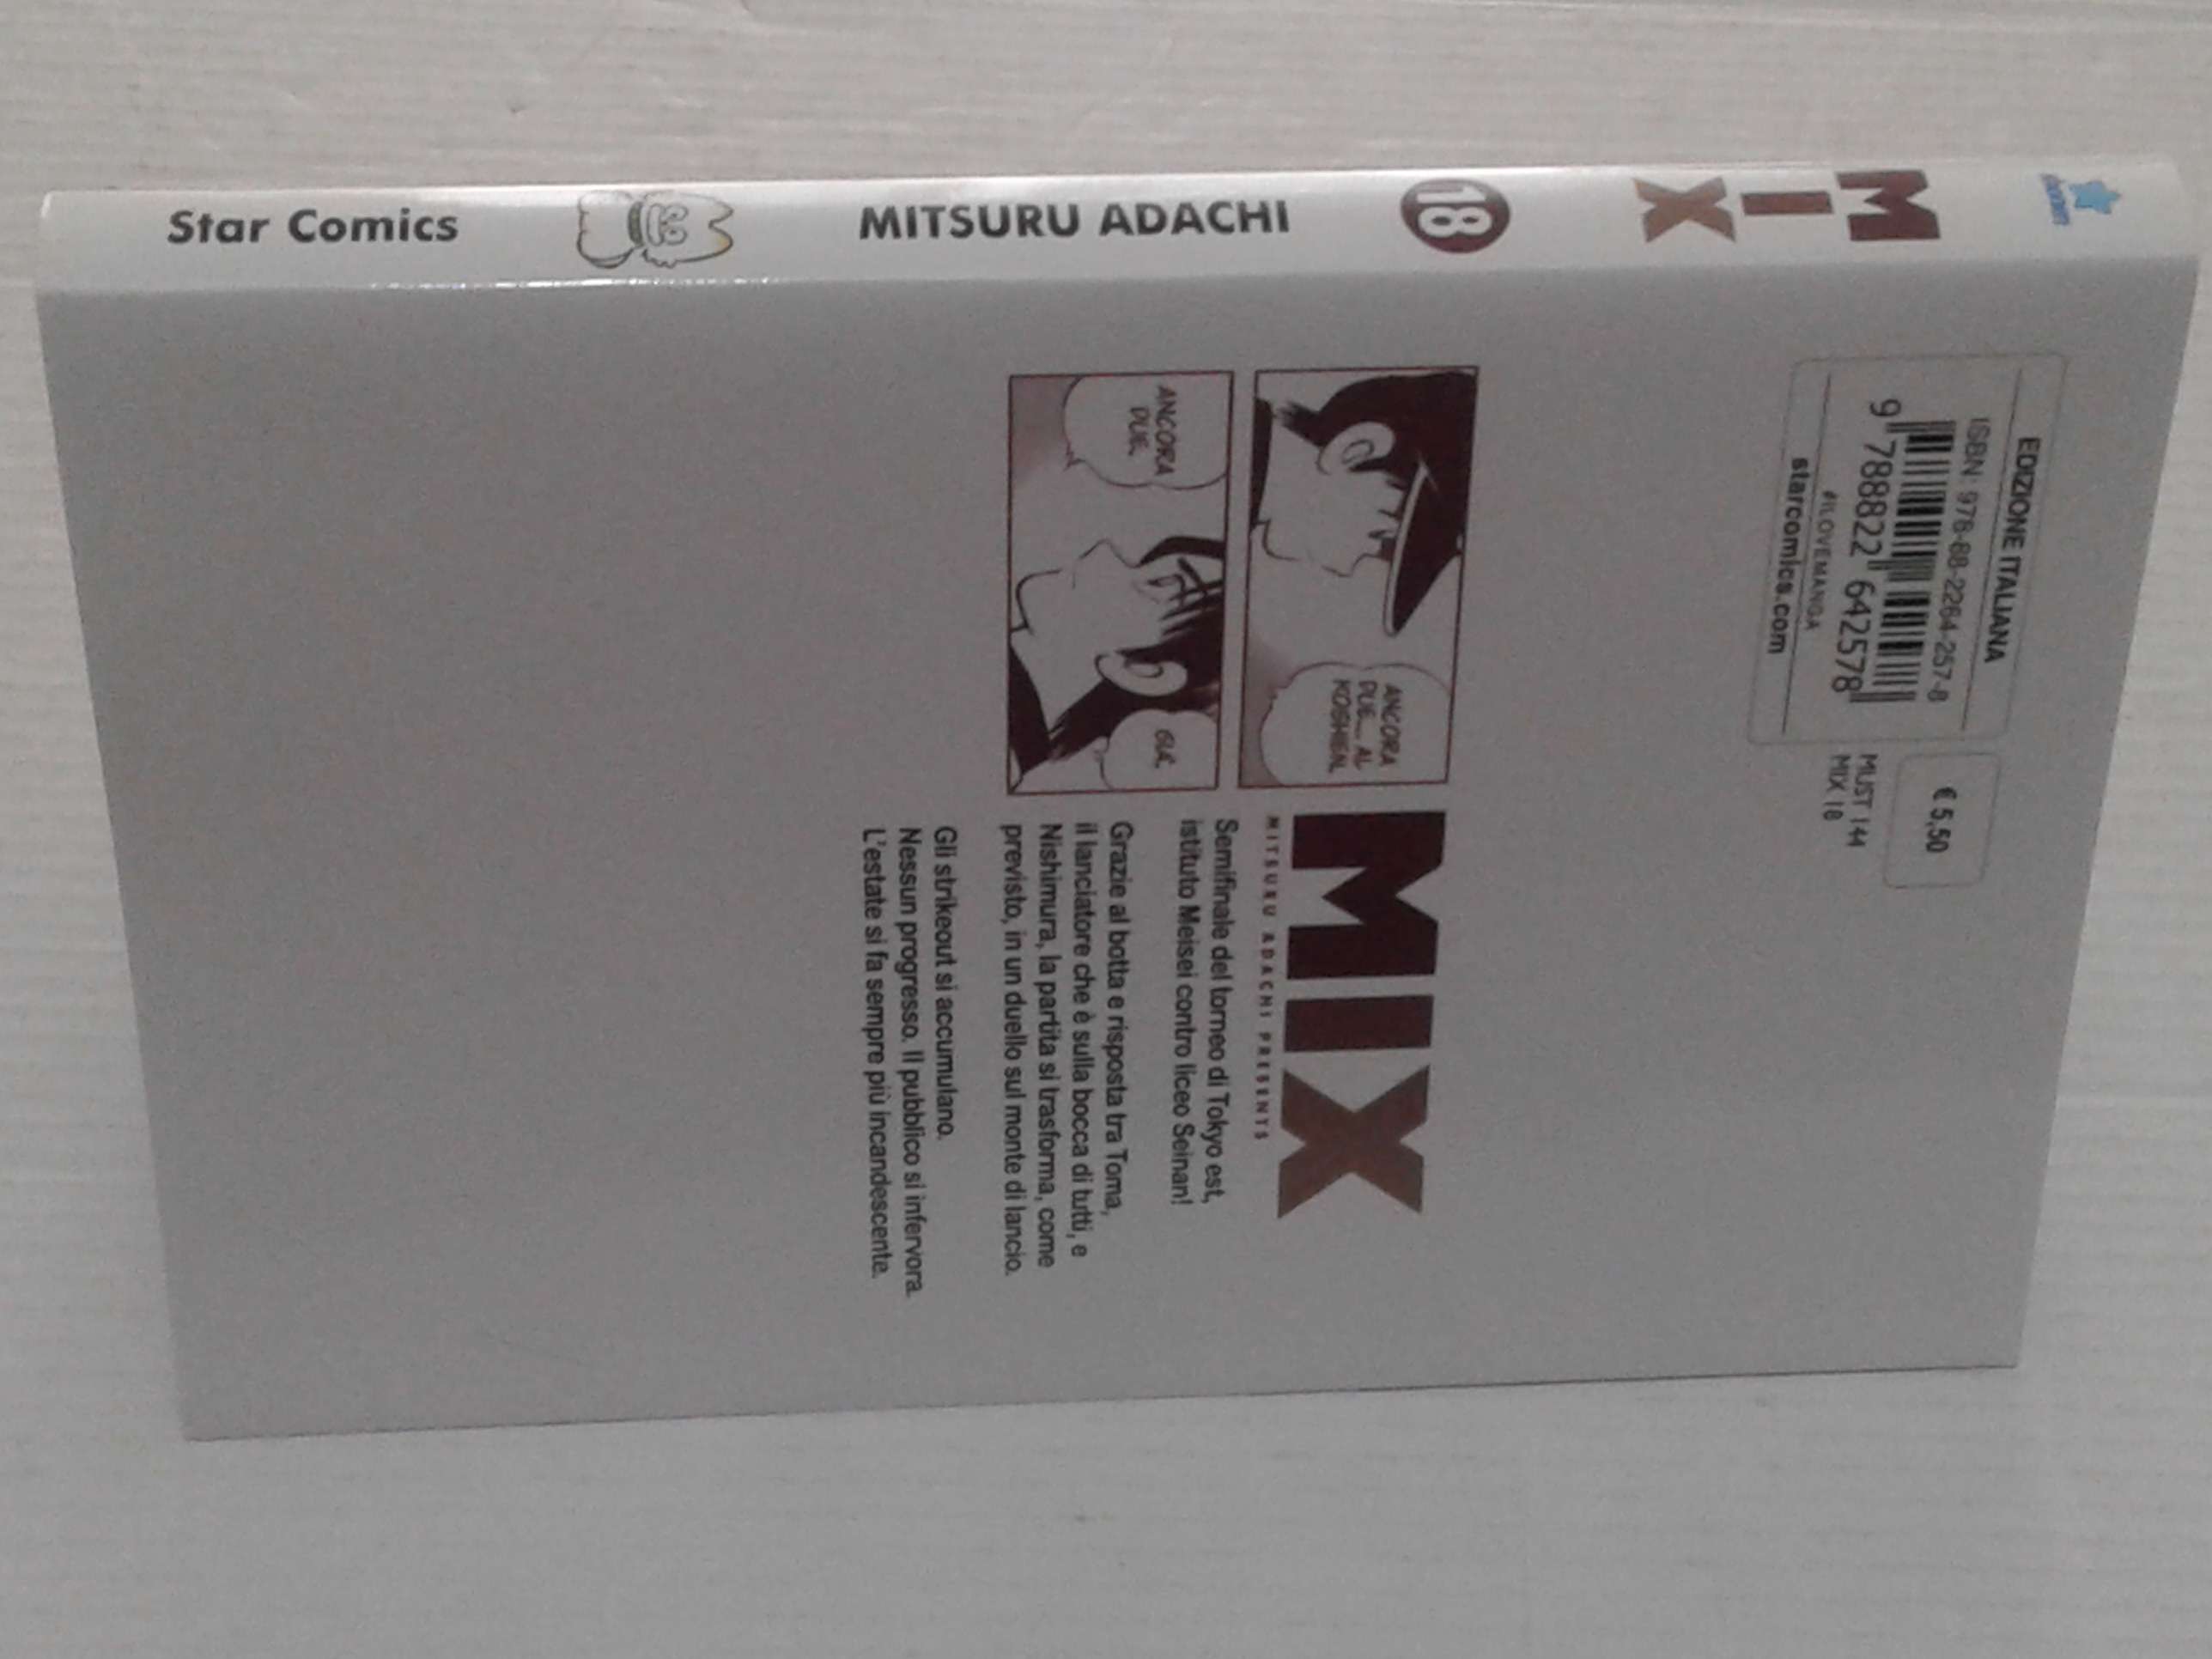 Star Comics
MITSURU ADACHI
18
MIX
EDIZIONE ITALIANA
ISBN: 978-88-2264-257-8
9 788822 642578
#ILOVEMANGA
starcomics.com
€ 5,50
MUST 144
MIX 18
ANCORA
DUE... AL
KOSHIEN.
ANCORA
DUE.
GIÀ.
MIX
MITSURU ADACHI PRESENTS
Semifinale del torneo di Tokyo est,
istituto Meisei contro liceo Seinan!
Grazie al botta e risposta tra Toma,
il lanciatore che è sulla bocca di tutti, e
Nishimura, la partita si trasforma, come
previsto, in un duello sul monte di lancio.
Gli strikeout si accumulano.
Nessun progresso. Il pubblico si infervora.
L'estate si fa sempre più incandescente.